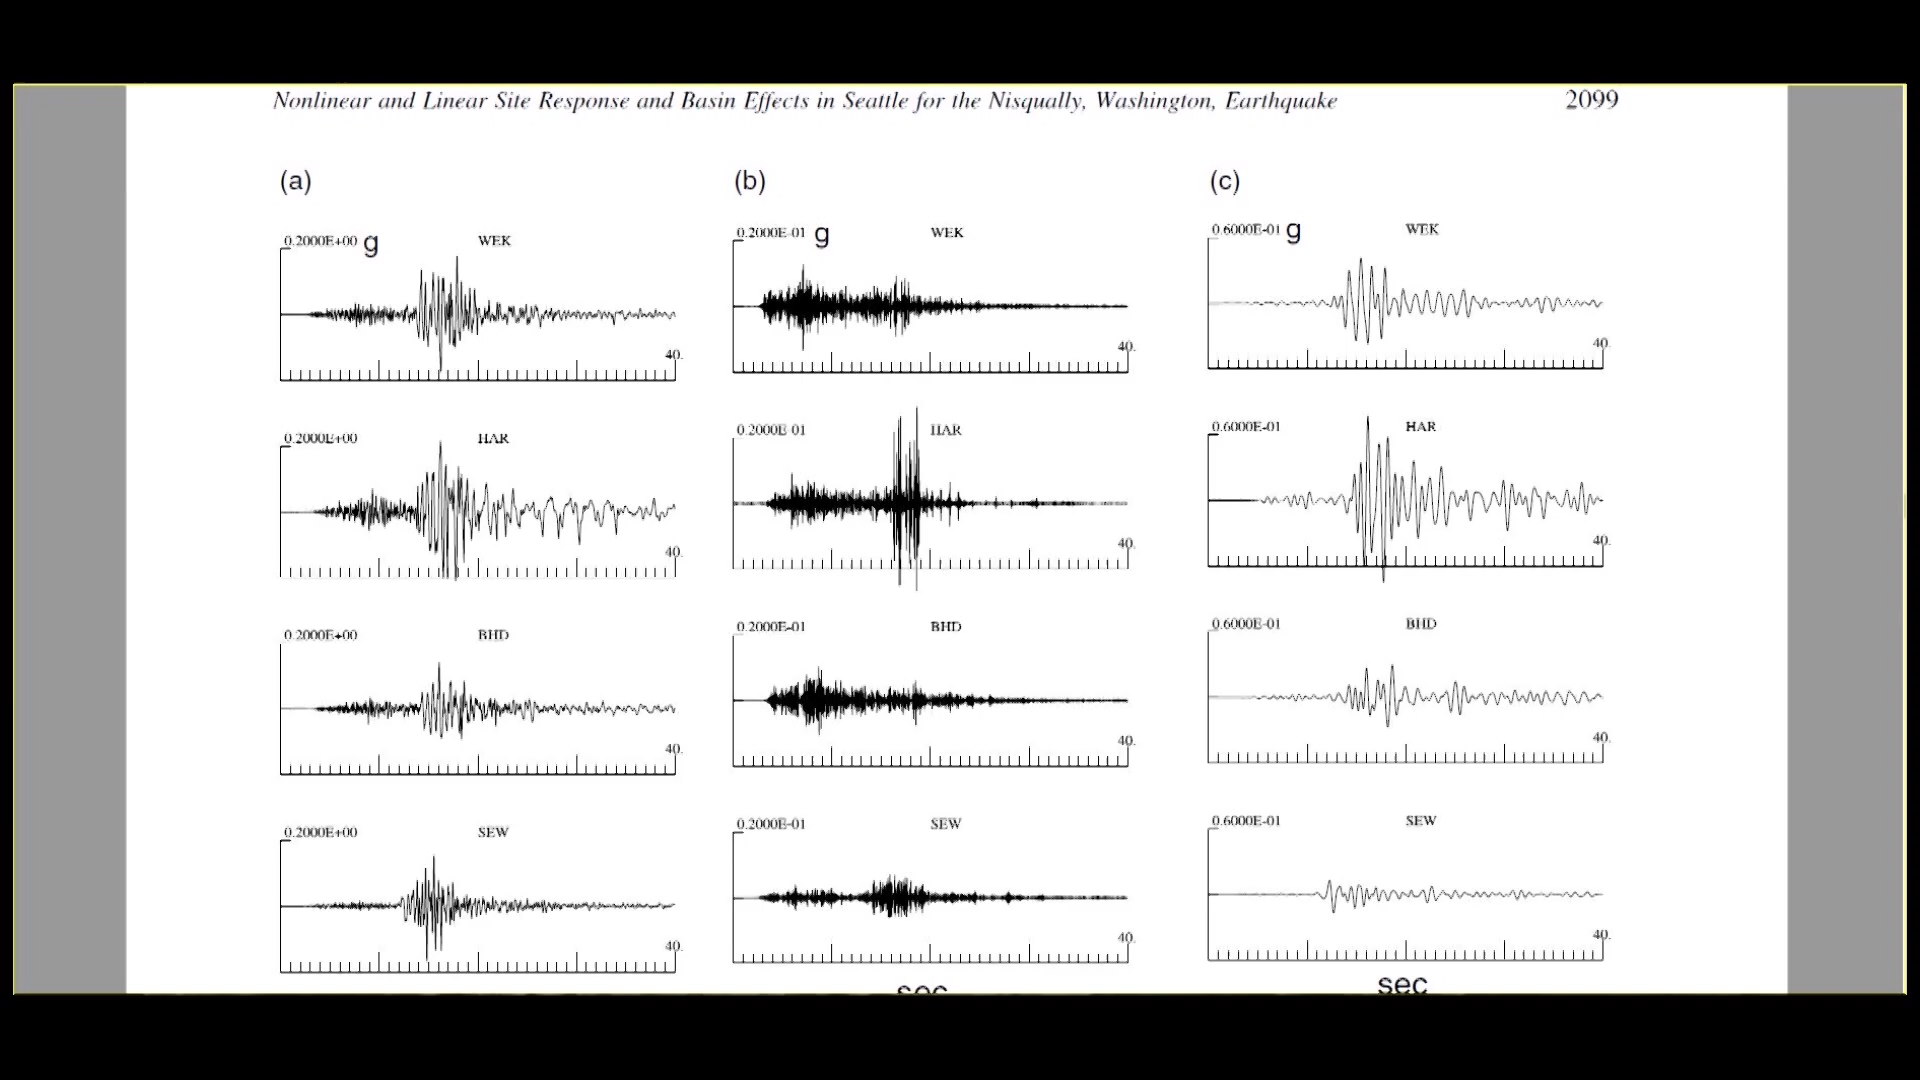 Nonlinear and Linear Site Response and Basin Effects in Seattle for the Nisqually, Washington, Earthquake 2099
(a) (b) (c)
0.2000E+00 g WEK 0.2000E-01 g WEK 0.6000E-01 g WEK
40. 40. 40.
0.2000E+00 HAR 0.2000E-01 HAR 0.6000E-01 HAR
40. 40. 40.
0.2000E+00 BHD 0.2000E-01 BHD 0.6000E-01 BHD
40. 40. 40.
0.2000E+00 SEW 0.2000E-01 SEW 0.6000E-01 SEW
40. 40. 40.
sec sec